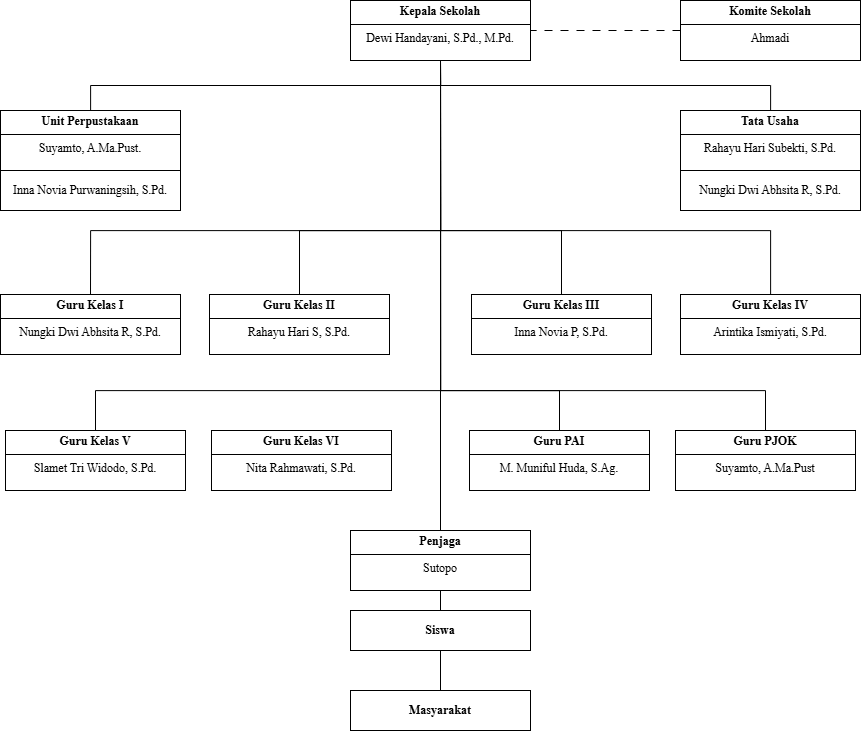 Kepala Sekolah
Dewi Handayani, S.Pd., M.Pd.
Komite Sekolah
Ahmadi
Unit Perpustakaan
Suyamto, A.Ma.Pust.
Inna Novia Purwaningsih, S.Pd.
Tata Usaha
Rahayu Hari Subekti, S.Pd.
Nungki Dwi Abhsita R, S.Pd.
Guru Kelas I
Nungki Dwi Abhsita R, S.Pd.
Guru Kelas II
Rahayu Hari S, S.Pd.
Guru Kelas III
Inna Novia P, S.Pd.
Guru Kelas IV
Arintika Ismiyati, S.Pd.
Guru Kelas V
Slamet Tri Widodo, S.Pd.
Guru Kelas VI
Nita Rahmawati, S.Pd.
Guru PAI
M. Muniful Huda, S.Ag.
Guru PJOK
Suyamto, A.Ma.Pust
Penjaga
Sutopo
Siswa
Masyarakat